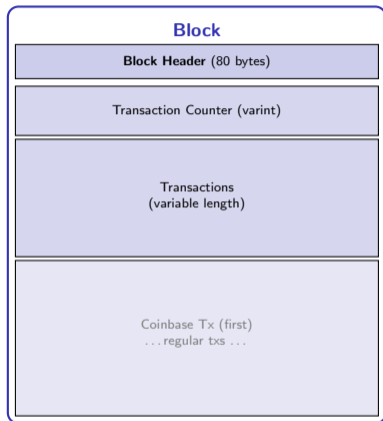 Block
Block Header (80 bytes)
Transaction Counter (varint)
Transactions
(variable length)
Coinbase Tx (first)
...regular txs ...